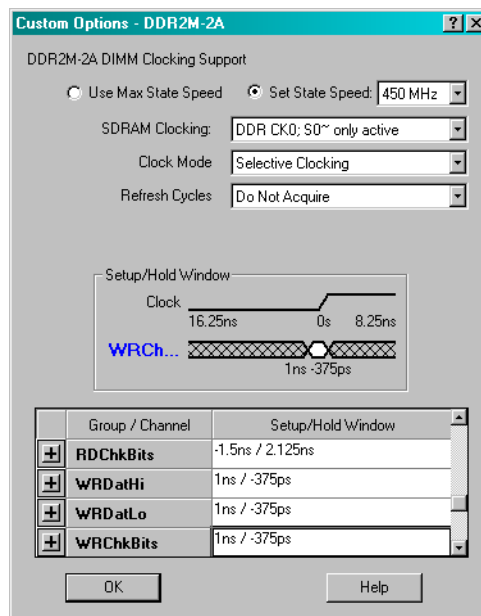 Custom Options - DDR2M-2A
DDR2M-2A DIMM Clocking Support
Use Max State Speed Set State Speed: 450 MHz
SDRAM Clocking: DDR CK0; S0~ only active
Clock Mode Selective Clocking
Refresh Cycles Do Not Acquire
Setup/Hold Window
Clock
16.25ns 0s 8.25ns
WRCh...
1ns -375ps
Group / Channel Setup/Hold Window
RDChkBits -1.5ns / 2.125ns
WRDatHi 1ns / -375ps
WRDatLo 1ns / -375ps
WRChkBits 1ns / -375ps
OK Help